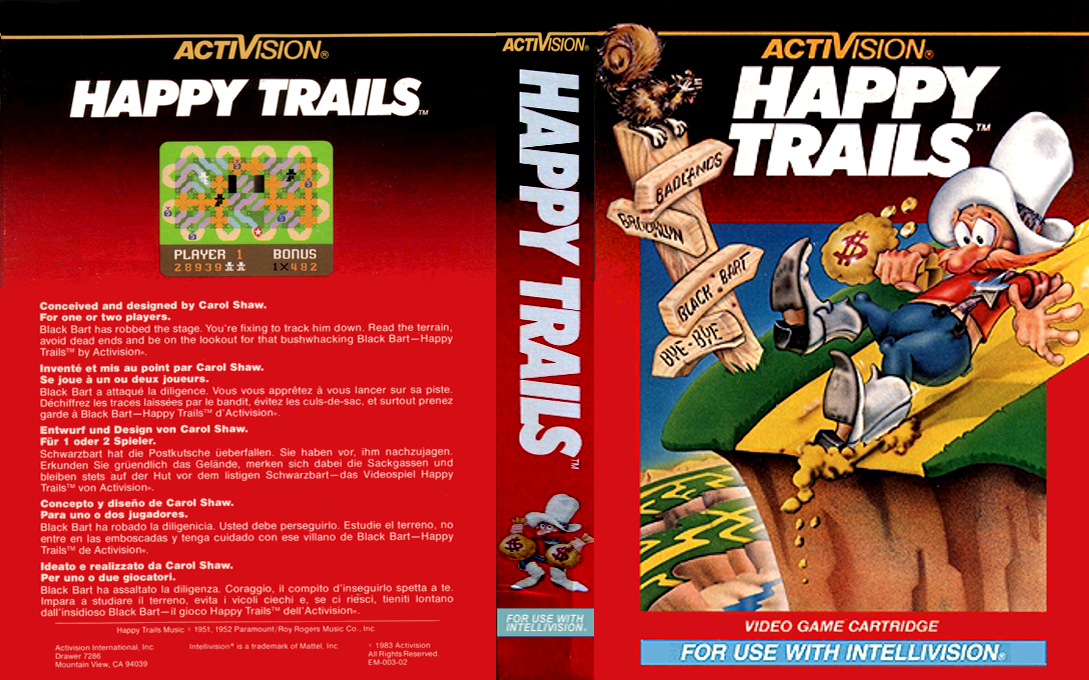 ACTIVISION®
HAPPY TRAILS™
PLAYER 1 BONUS
28939 1X482
Conceived and designed by Carol Shaw.
For one or two players.
Black Bart has robbed the stage. You're fixing to track him down. Read the terrain,
avoid dead ends and be on the lookout for that bushwhacking Black Bart—Happy
Trails™ by Activision®.
Inventé et mis au point par Carol Shaw.
Se joue à un ou deux joueurs.
Black Bart a attaqué la diligence. Vous vous apprêtez à vous lancer sur sa piste.
Déchiffrez les traces laissées par le bandit, évitez les culs-de-sac, et surtout prenez
garde à Black Bart—Happy Trails™ d'Activision®.
Entwurf und Design von Carol Shaw.
Für 1 oder 2 Spieler.
Schwarzbart hat die Postkutsche üeberfallen. Sie haben vor, ihm nachzujagen.
Erkunden Sie grüendlich das Gelände, merken sich dabei die Sackgassen und
bleiben stets auf der Hut vor dem listigen Schwarzbart—das Videospiel Happy
Trails™ von Activision®.
Concepto y diseño de Carol Shaw.
Para uno o dos jugadores.
Black Bart ha robado la diligenicia. Usted debe perseguirlo. Estudie el terreno, no
entre en las emboscadas y tenga cuidado con ese villano de Black Bart—Happy
Trails™ de Activision®.
Ideato e realizzato da Carol Shaw.
Per uno o due giocatori.
Black Bart ha assaltato la diligenza. Coraggio, il compito d'inseguirlo spetta a te.
Impara a studiare il terreno, evita i vicoli ciechi e, se ci riesci, tieniti lontano
dall'insidioso Black Bart—il gioco Happy Trails™ dell'Activision®.
Happy Trails Music © 1951, 1952 Paramount/Roy Rogers Music Co., Inc.
Activision International, Inc.
Drawer 7286
Mountain View, CA 94039
Intellivision® is a trademark of Mattel, Inc.
© 1983 Activision
All Rights Reserved.
EM-003-02
ACTIVISION®
HAPPY TRAILS™
$ $
FOR USE WITH
INTELLIVISION®
ACTIVISION®
HAPPY
TRAILS™
BADLANDS
BROOKLYN
BLACK BART
BYE-BYE
$
VIDEO GAME CARTRIDGE
FOR USE WITH INTELLIVISION®